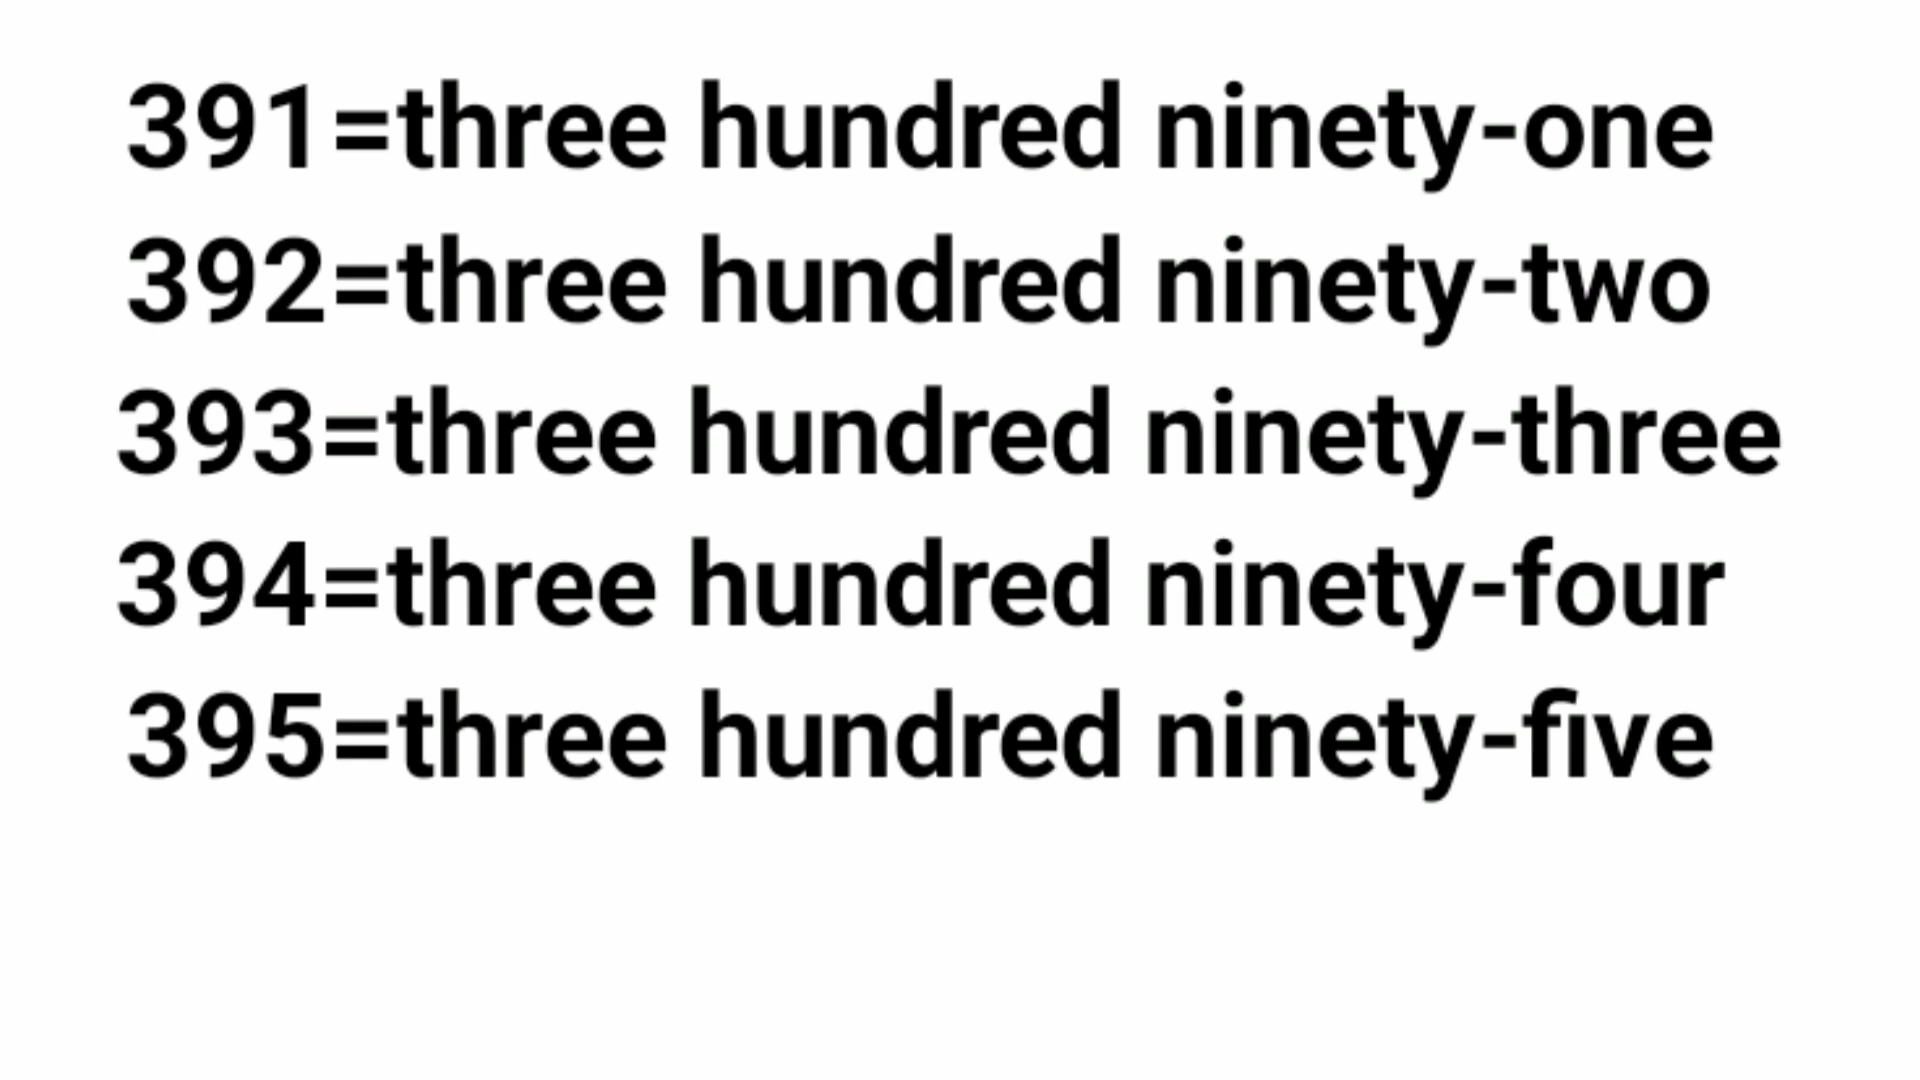 391=three hundred ninety-one
392=three hundred ninety-two
393=three hundred ninety-three
394=three hundred ninety-four
395=three hundred ninety-five